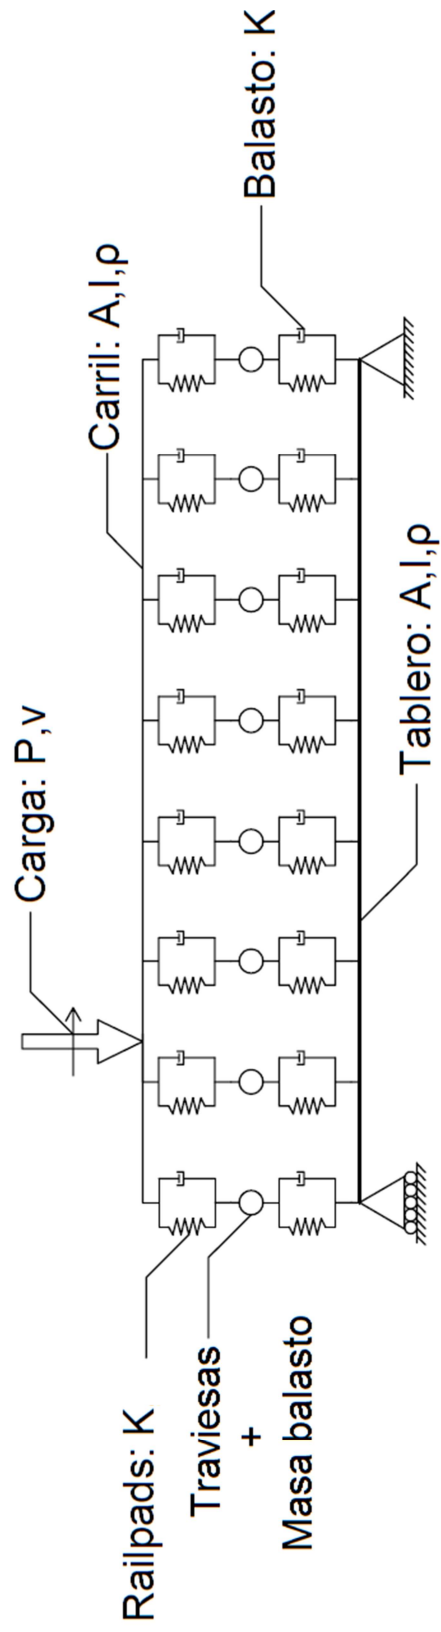 Carga: P,v
Carril: A,I,ρ
Balasto: K
Railpads: K
Traviesas
+
Masa balasto
Tablero: A,I,ρ